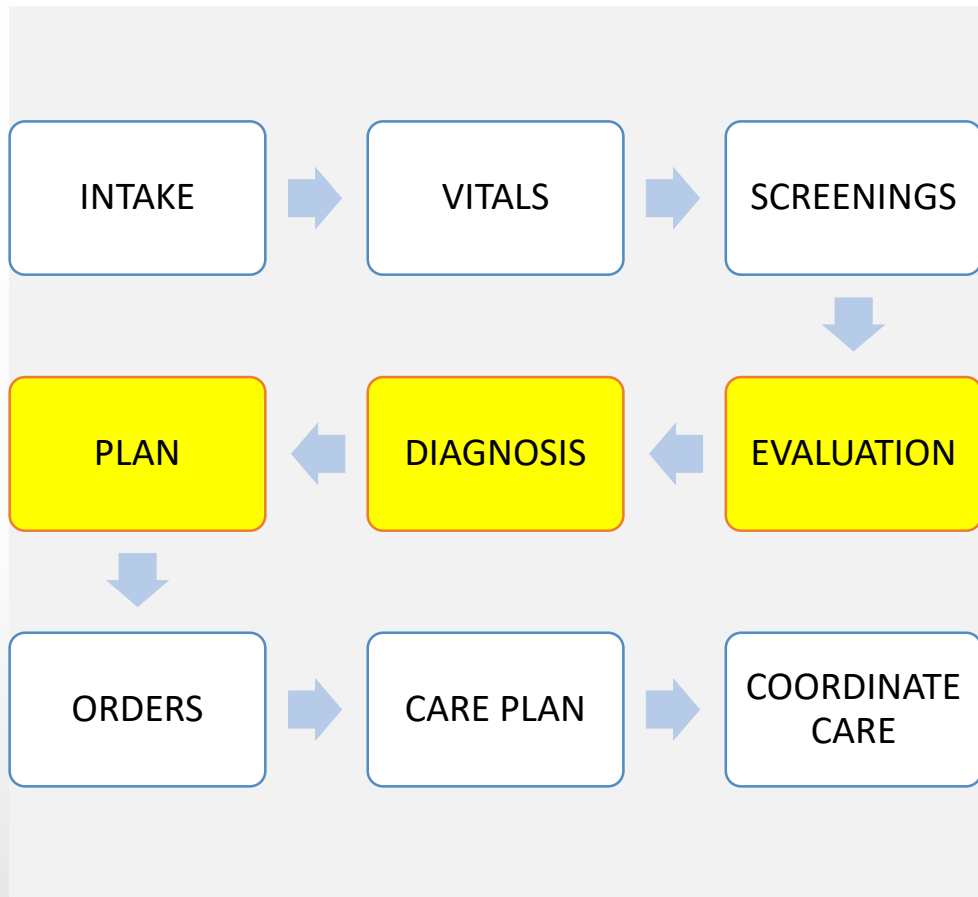 INTAKE
VITALS
SCREENINGS
EVALUATION
DIAGNOSIS
PLAN
ORDERS
CARE PLAN
COORDINATE
CARE